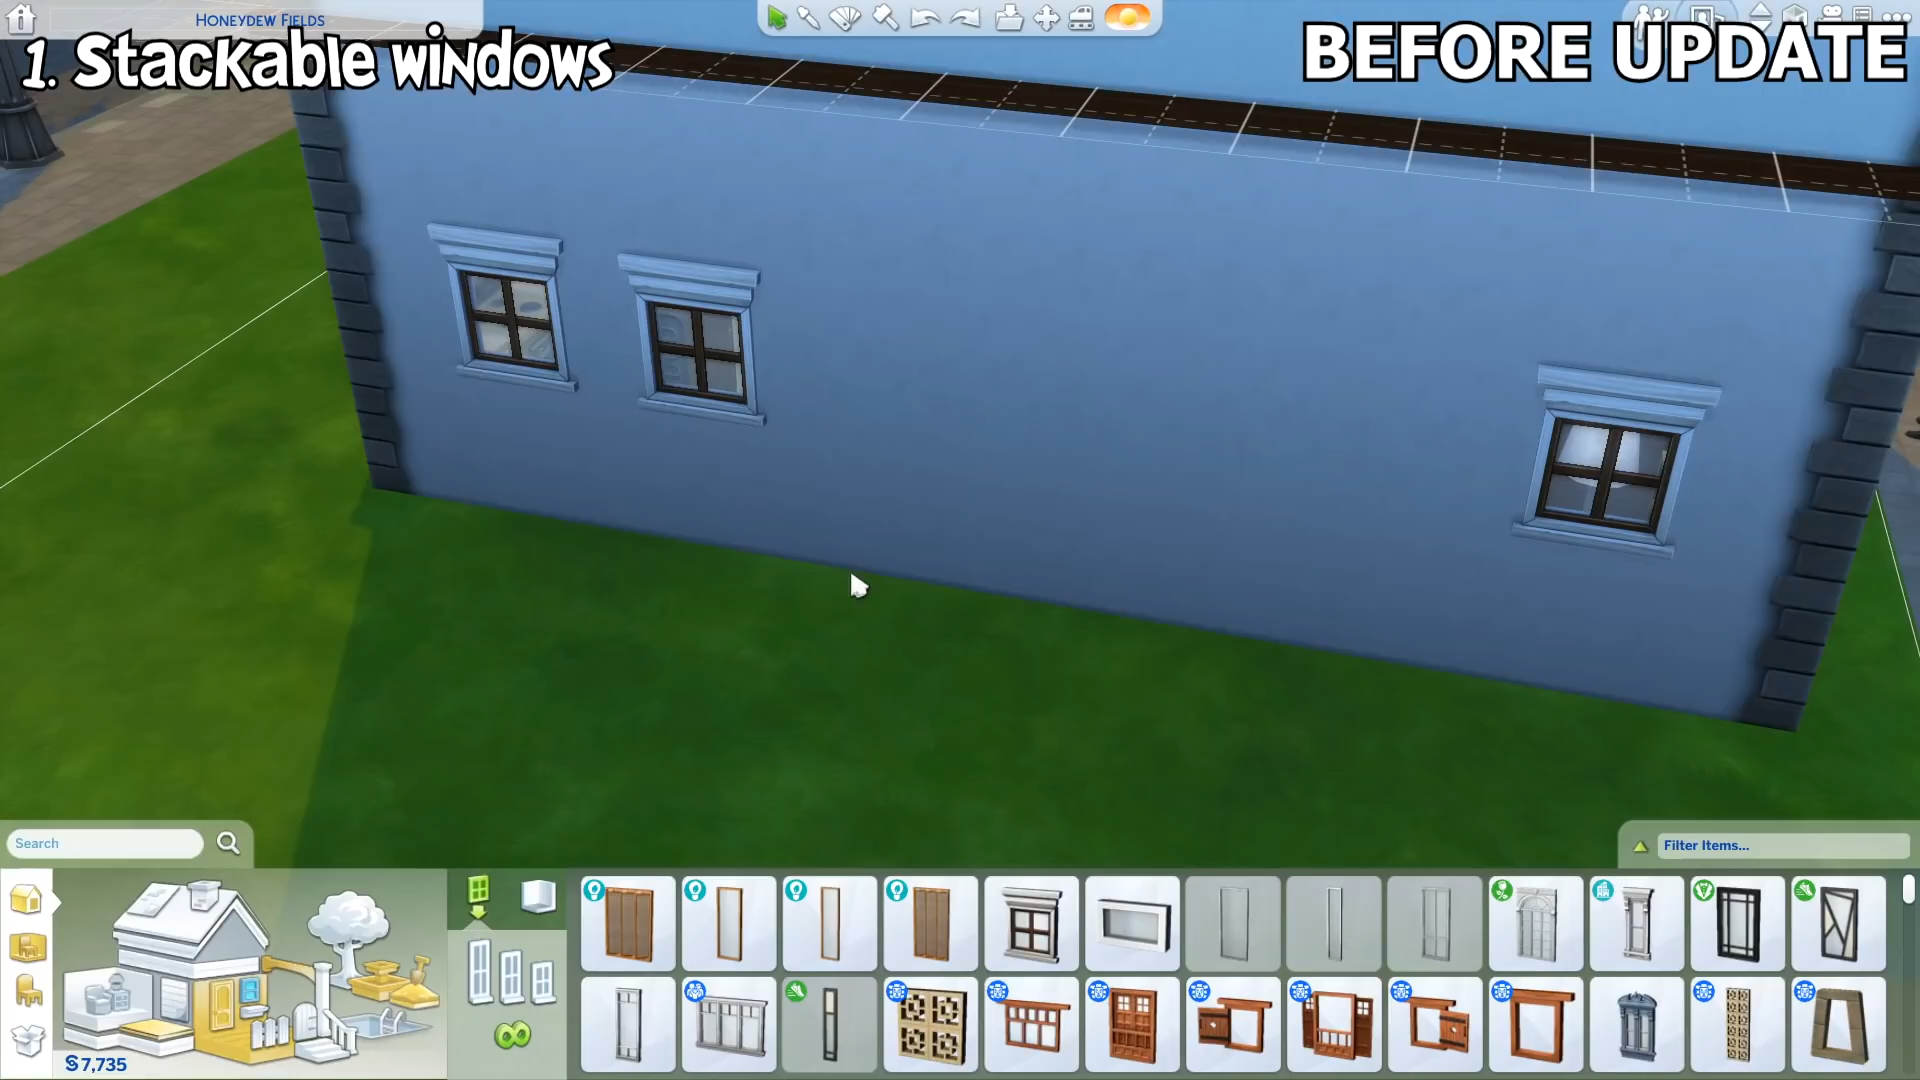 HONEYDEW FIELDS
1. Stackable windows
BEFORE UPDATE
Search
Filter Items...
§7,735